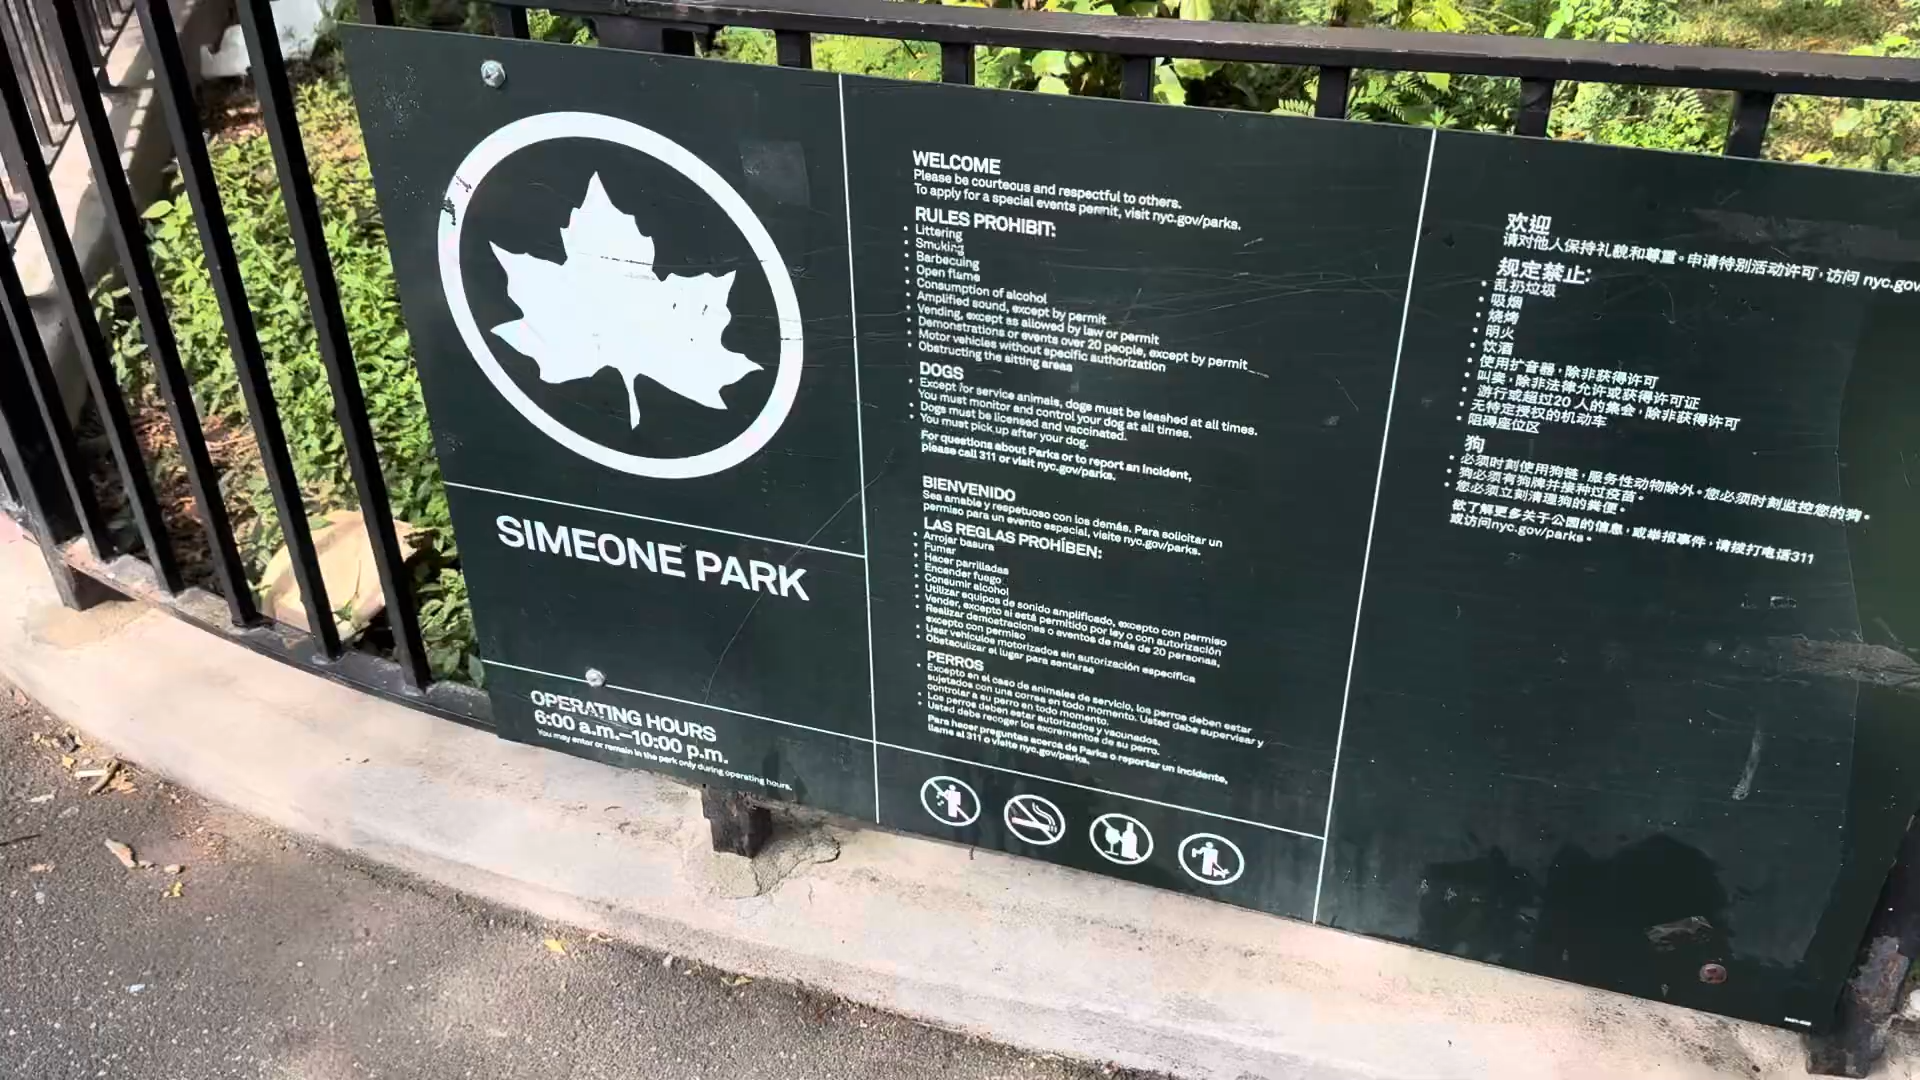 SIMEONE PARK
OPERATING HOURS
6:00 a.m.–10:00 p.m.
You may enter or remain in the park only during operating hours.
WELCOME
Please be courteous and respectful to others.
To apply for a special events permit, visit nyc.gov/parks.
RULES PROHIBIT:
• Littering
• Smoking
• Barbecuing
• Open flame
• Consumption of alcohol
• Amplified sound, except by permit
• Vending, except as allowed by law or permit
• Demonstrations or events over 20 people, except by permit
• Motor vehicles without specific authorization
• Obstructing the sitting areas
DOGS
• Except for service animals, dogs must be leashed at all times.
You must monitor and control your dog at all times.
• Dogs must be licensed and vaccinated.
• You must pick up after your dog.
For questions about Parks or to report an incident,
please call 311 or visit nyc.gov/parks.
BIENVENIDO
Sea amable y respetuoso con los demás. Para solicitar un
permiso para un evento especial, visite nyc.gov/parks.
LAS REGLAS PROHÍBEN:
• Arrojar basura
• Fumar
• Hacer parrilladas
• Encender fuego
• Consumir alcohol
• Utilizar equipos de sonido amplificado, excepto con permiso
• Vender, excepto si está permitido por ley o con autorización
• Realizar demostraciones o eventos de más de 20 personas,
excepto con permiso
• Usar vehículos motorizados sin autorización específica
• Obstaculizar el lugar para sentarse
PERROS
• Excepto en el caso de animales de servicio, los perros deben estar
sujetados con una correa en todo momento. Usted debe supervisar y
controlar a su perro en todo momento.
• Los perros deben estar autorizados y vacunados.
• Usted debe recoger los excrementos de su perro.
Para hacer preguntas acerca de Parks o reportar un incidente,
llame al 311 o visite nyc.gov/parks.
欢迎
请对他人保持礼貌和尊重。申请特别活动许可，访问 nyc.gov
规定禁止:
• 乱扔垃圾
• 吸烟
• 烧烤
• 明火
• 饮酒
• 使用扩音器，除非获得许可
• 叫卖，除非法律允许或获得许可证
• 游行或超过20 人的集会，除非获得许可
• 无特定授权的机动车
• 阻碍座位区
狗
• 必须时刻使用狗链，服务性动物除外。您必须时刻监控您的狗。
• 狗必须有狗牌并接种过疫苗。
• 您必须立刻清理狗的粪便。
欲了解更多关于公园的信息，或举报事件，请拨打电话311
或访问nyc.gov/parks。